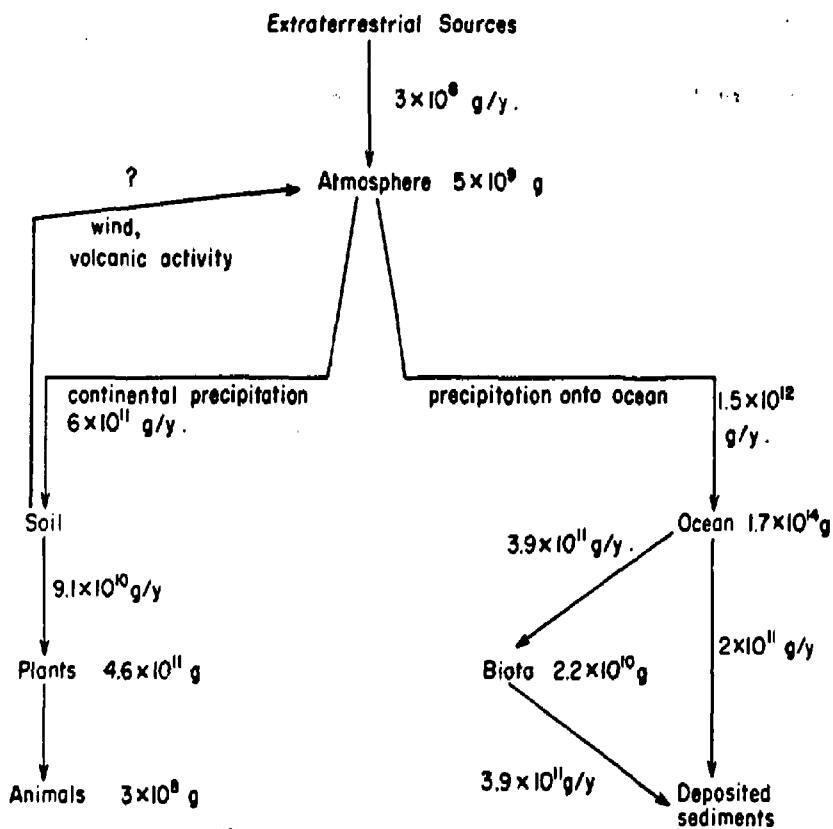 Extraterrestrial Sources
3×10⁸ g/y.
?
Atmosphere 5×10⁹ g
wind,
volcanic activity
continental precipitation
6×10¹¹ g/y.
precipitation onto ocean
1.5×10¹²
g/y.
Soil
Ocean 1.7×10¹⁴g
3.9×10¹¹g/y.
9.1×10¹⁰g/y
2×10¹¹ g/y
Plants 4.6×10¹¹ g
Biota 2.2×10¹⁰g
3.9×10¹¹g/y
Animals 3×10⁸ g
Deposited
sediments